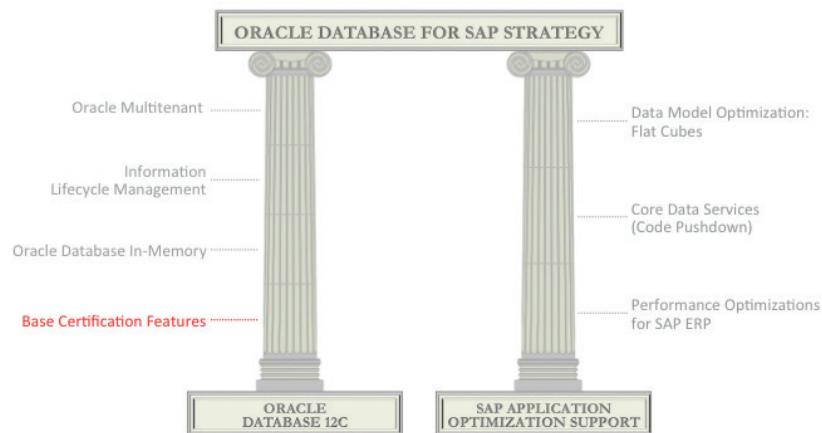 ORACLE DATABASE FOR SAP STRATEGY
Oracle Multitenant
Information
Lifecycle Management
Oracle Database In-Memory
Base Certification Features
Data Model Optimization:
Flat Cubes
Core Data Services
(Code Pushdown)
Performance Optimizations
for SAP ERP
ORACLE
DATABASE 12C
SAP APPLICATION
OPTIMIZATION SUPPORT